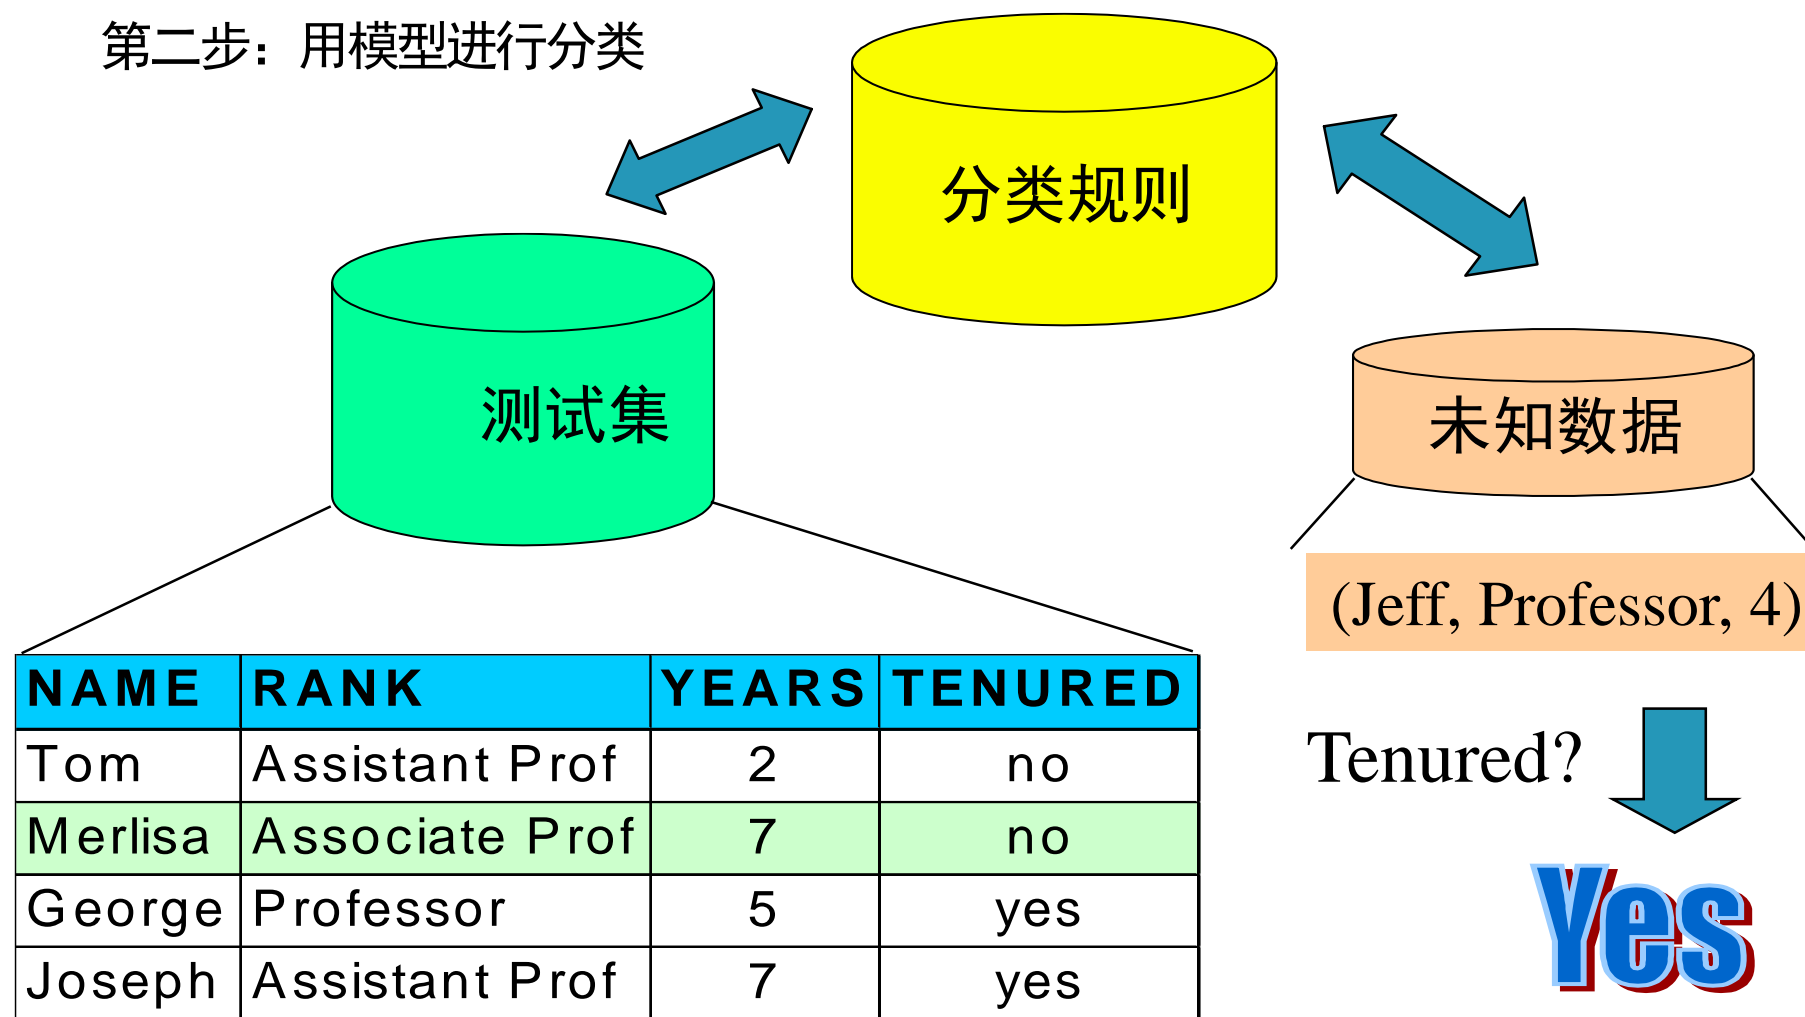 第二步：用模型进行分类
分类规则
测试集
未知数据
(Jeff, Professor, 4)
NAME RANK YEARS TENURED
Tom Assistant Prof 2 no
Merlisa Associate Prof 7 no
George Professor 5 yes
Joseph Assistant Prof 7 yes
Tenured?
Yes